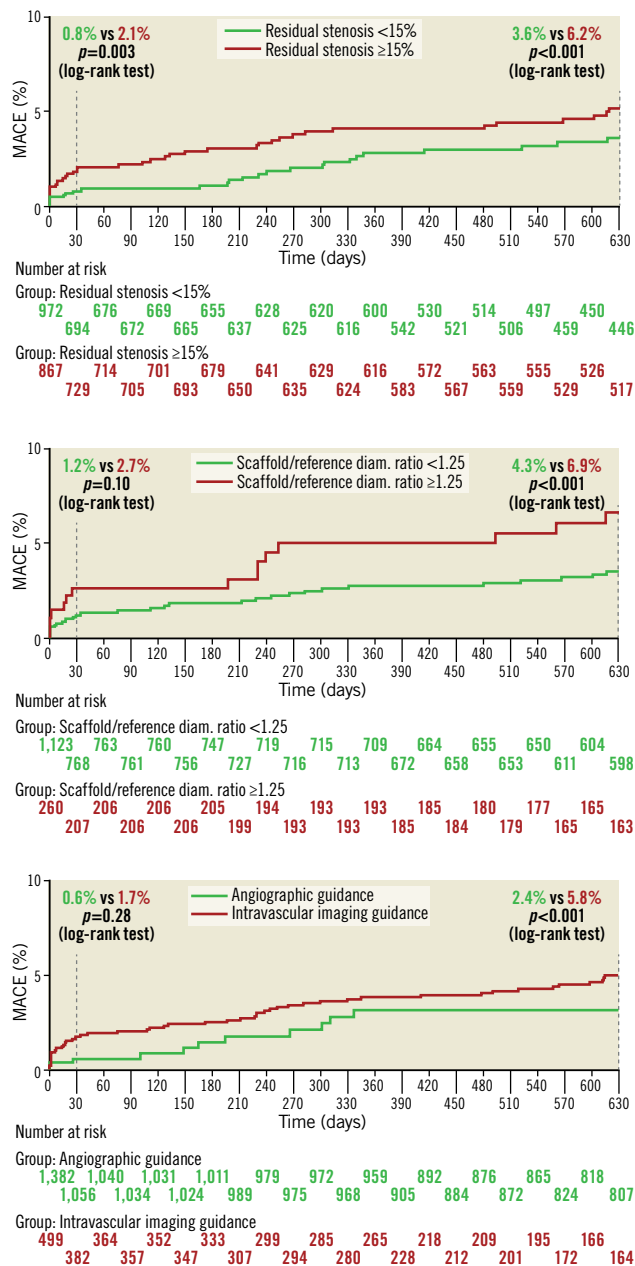 10
0.8% vs 2.1%
p=0.003
(log-rank test)
Residual stenosis <15%
Residual stenosis ≥15%
3.6% vs 6.2%
p<0.001
(log-rank test)
MACE (%)
5
0
0 60 120 180 240 300 360 420 480 540 600
30 90 150 210 270 330 390 450 510 570 630
Time (days)
Number at risk
Group: Residual stenosis <15%
972 676 669 655 628 620 600 530 514 497 450
694 672 665 637 625 616 542 521 506 459 446
Group: Residual stenosis ≥15%
867 714 701 679 641 629 616 572 563 555 526
729 705 693 650 635 624 583 567 559 529 517
10
1.2% vs 2.7%
p=0.10
(log-rank test)
Scaffold/reference diam. ratio <1.25
Scaffold/reference diam. ratio ≥1.25
4.3% vs 6.9%
p<0.001
(log-rank test)
MACE (%)
5
0
0 60 120 180 240 300 360 420 480 540 600
30 90 150 210 270 330 390 450 510 570 630
Time (days)
Number at risk
Group: Scaffold/reference diam. ratio <1.25
1,123 763 760 747 719 715 709 664 655 650 604
768 761 756 727 716 713 672 658 653 611 598
Group: Scaffold/reference diam. ratio ≥1.25
260 206 206 205 194 193 193 185 180 177 165
207 206 206 199 193 193 185 184 179 165 163
10
0.6% vs 1.7%
p=0.28
(log-rank test)
Angiographic guidance
Intravascular imaging guidance
2.4% vs 5.8%
p<0.001
(log-rank test)
MACE (%)
5
0
0 60 120 180 240 300 360 420 480 540 600
30 90 150 210 270 330 390 450 510 570 630
Time (days)
Number at risk
Group: Angiographic guidance
1,382 1,040 1,031 1,011 979 972 959 892 876 865 818
1,056 1,034 1,024 989 975 968 905 884 872 824 807
Group: Intravascular imaging guidance
499 364 352 333 299 285 265 218 209 195 166
382 357 347 307 294 280 228 212 201 172 164